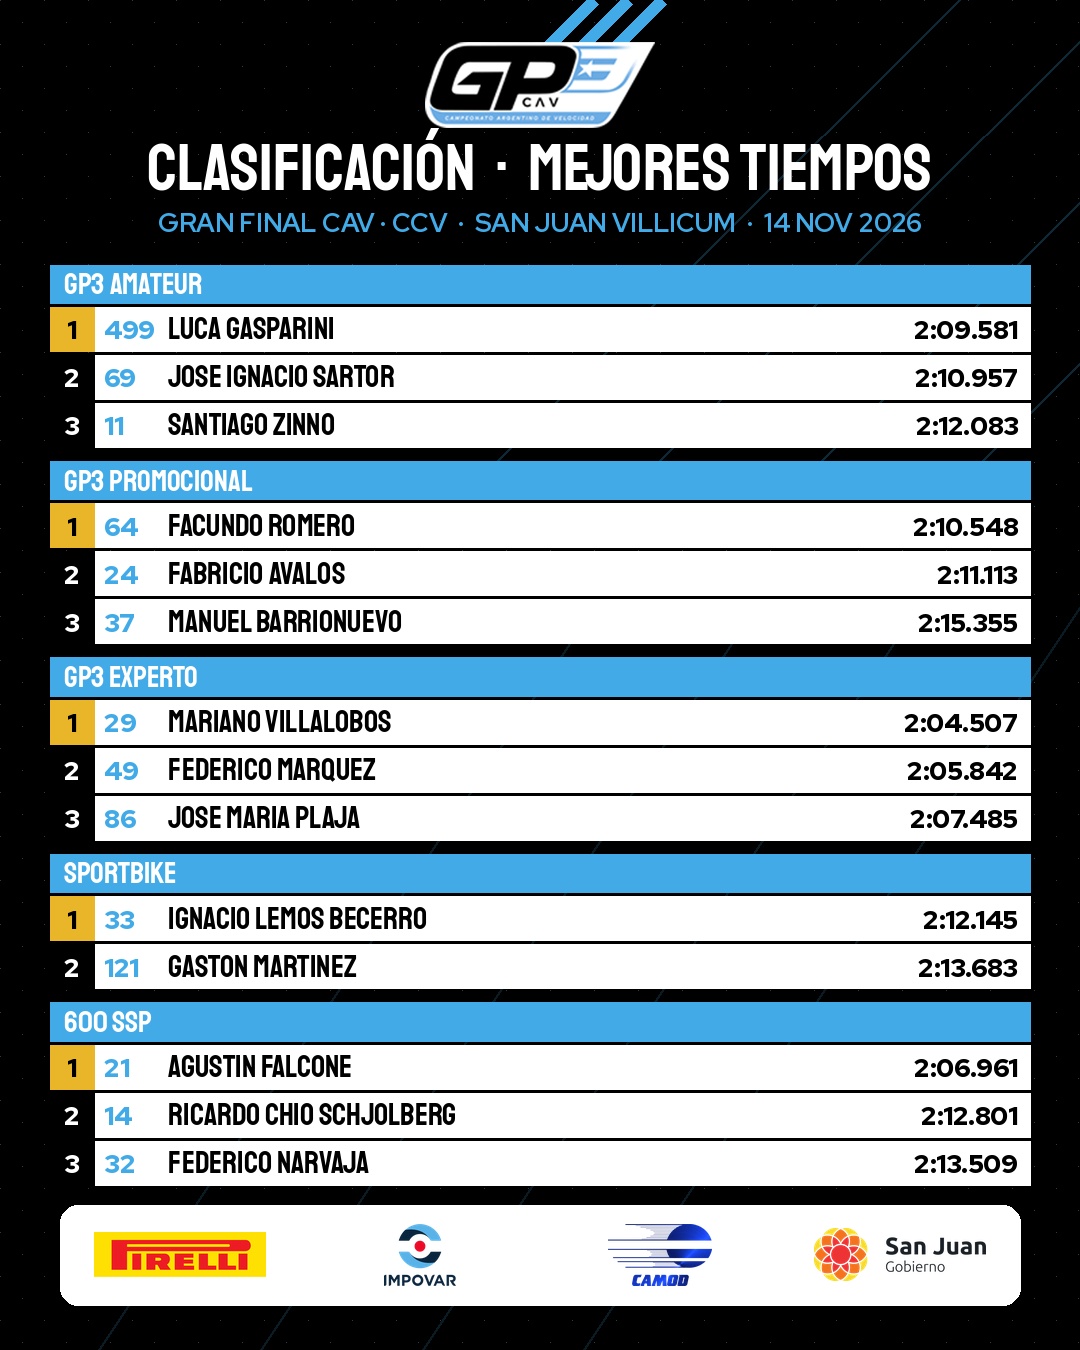 GP3
CAV
CAMPEONATO ARGENTINO DE VELOCIDAD
CLASIFICACIÓN · MEJORES TIEMPOS
GRAN FINAL CAV · CCV · SAN JUAN VILLICUM · 14 NOV 2026
GP3 AMATEUR
1 499 LUCA GASPARINI 2:09.581
2 69 JOSE IGNACIO SARTOR 2:10.957
3 11 SANTIAGO ZINNO 2:12.083
GP3 PROMOCIONAL
1 64 FACUNDO ROMERO 2:10.548
2 24 FABRICIO AVALOS 2:11.113
3 37 MANUEL BARRIONUEVO 2:15.355
GP3 EXPERTO
1 29 MARIANO VILLALOBOS 2:04.507
2 49 FEDERICO MARQUEZ 2:05.842
3 86 JOSE MARIA PLAJA 2:07.485
SPORTBIKE
1 33 IGNACIO LEMOS BECERRO 2:12.145
2 121 GASTON MARTINEZ 2:13.683
600 SSP
1 21 AGUSTIN FALCONE 2:06.961
2 14 RICARDO CHIO SCHJOLBERG 2:12.801
3 32 FEDERICO NARVAJA 2:13.509
PIRELLI
IMPOVAR
CAMOD
San Juan
Gobierno